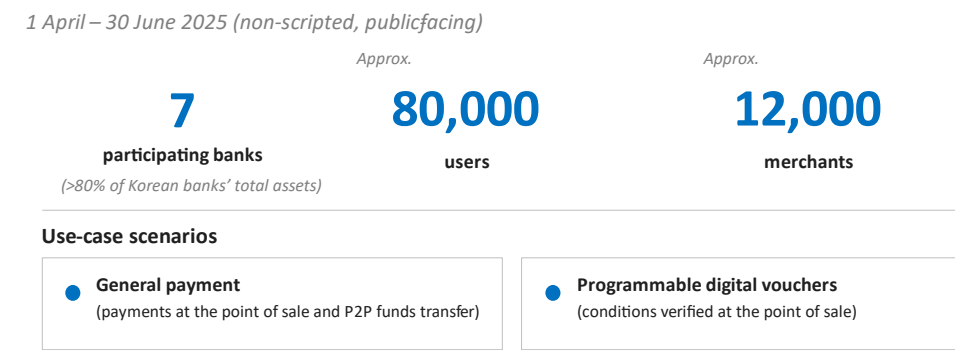 1 April – 30 June 2025 (non-scripted, publicfacing)
Approx. Approx.
7 80,000 12,000
participating banks users merchants
(>80% of Korean banks’ total assets)
Use-case scenarios
General payment
(payments at the point of sale and P2P funds transfer)
Programmable digital vouchers
(conditions verified at the point of sale)